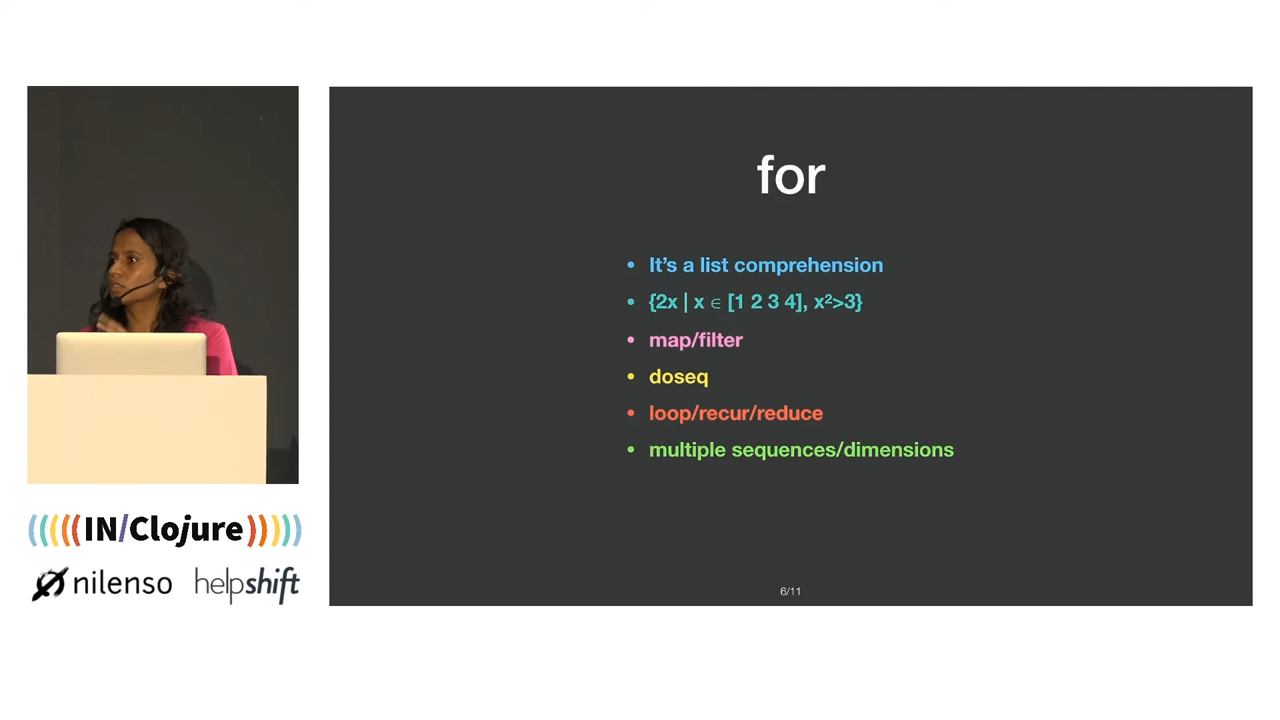 for
• It's a list comprehension
• {2x | x ∈ [1 2 3 4], x²>3}
• map/filter
• doseq
• loop/recur/reduce
• multiple sequences/dimensions
6/11
(((((IN/Clojure)))))
nilenso helpshift